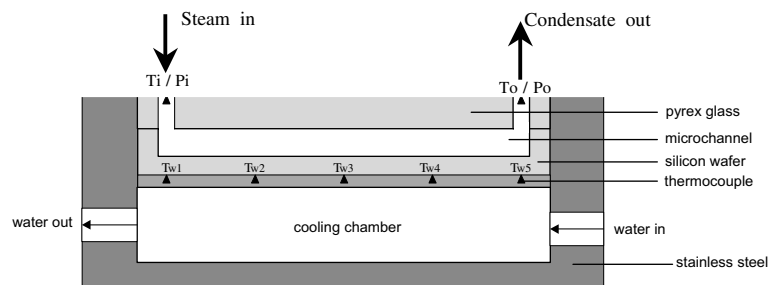 Steam in
Condensate out
Ti / Pi
To / Po
pyrex glass
microchannel
silicon wafer
Tw1 Tw2 Tw3 Tw4 Tw5
thermocouple
water out
cooling chamber
water in
stainless steel